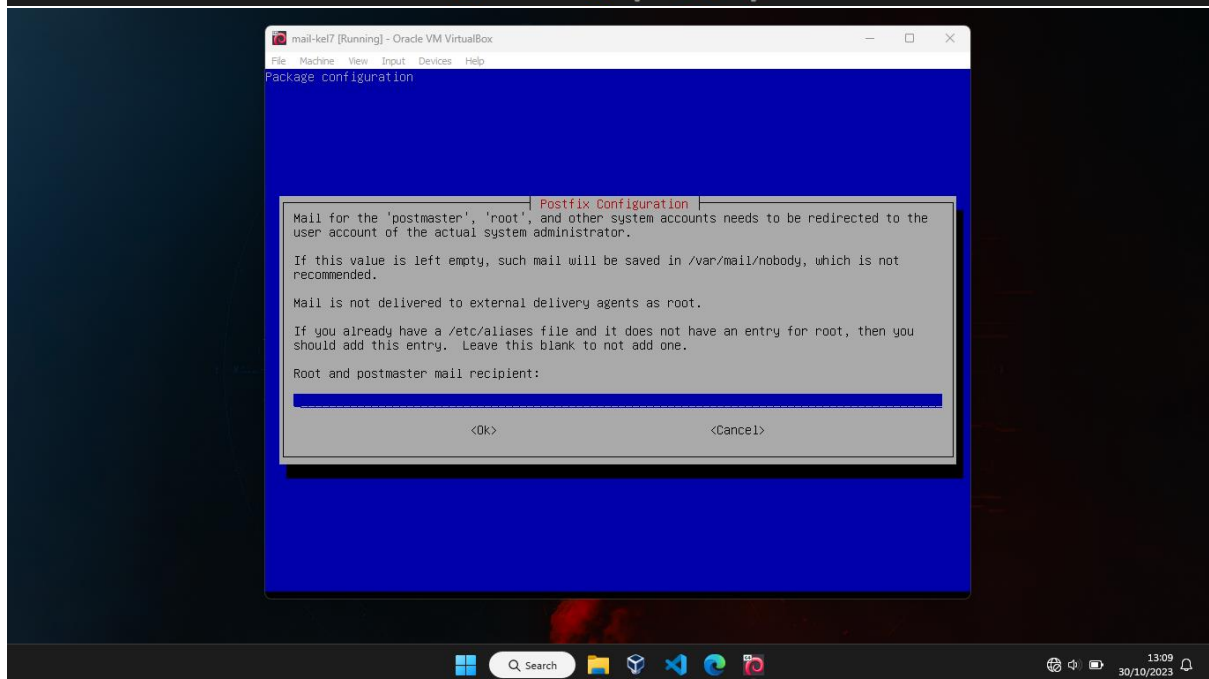 mail-kel7 [Running] - Oracle VM VirtualBox
File Machine View Input Devices Help
Package configuration
Postfix Configuration
Mail for the 'postmaster', 'root', and other system accounts needs to be redirected to the
user account of the actual system administrator.
If this value is left empty, such mail will be saved in /var/mail/nobody, which is not
recommended.
Mail is not delivered to external delivery agents as root.
If you already have a /etc/aliases file and it does not have an entry for root, then you
should add this entry.  Leave this blank to not add one.
Root and postmaster mail recipient:
<Ok> <Cancel>
Search
13:09
30/10/2023